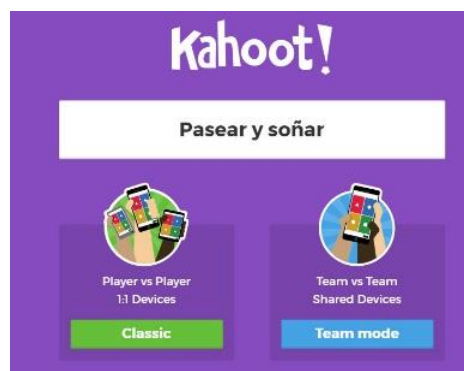 Kahoot!
Pasear y soñar
Player vs Player
1:1 Devices
Classic
Team vs Team
Shared Devices
Team mode